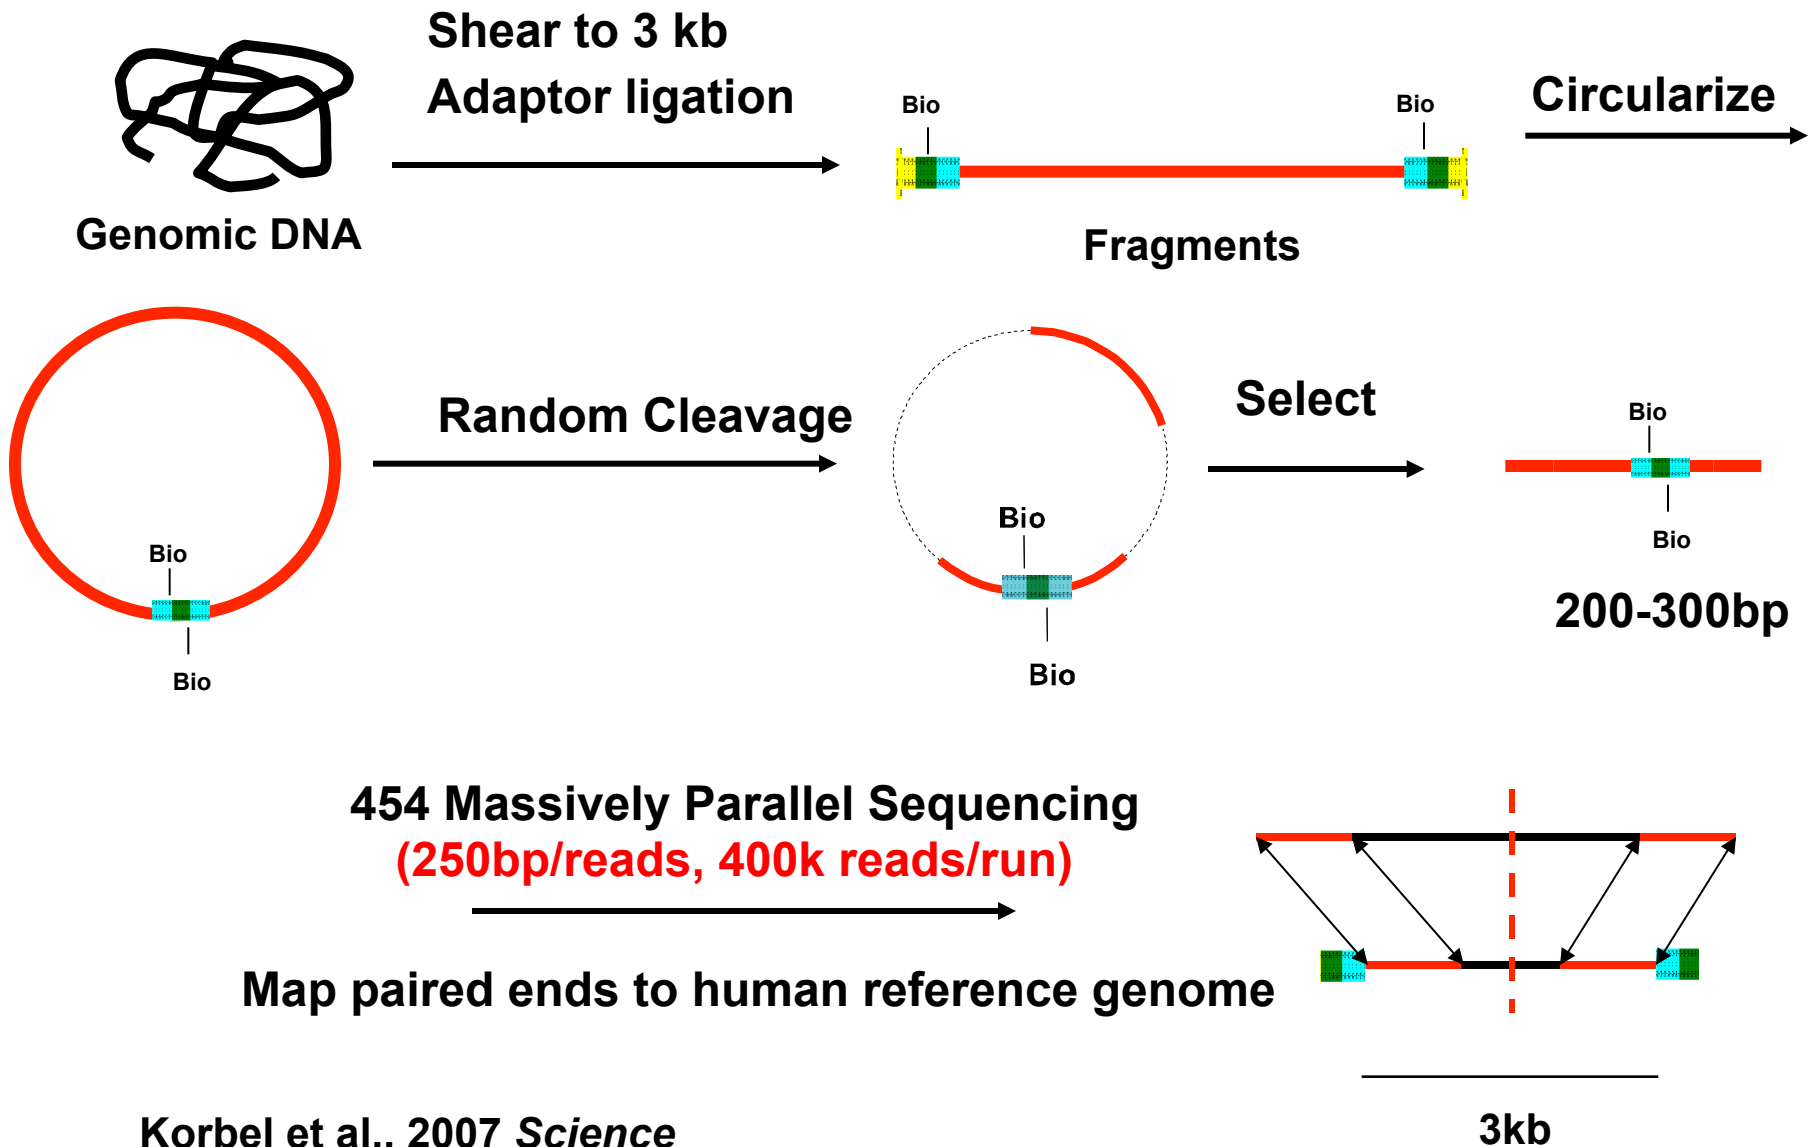 Shear to 3 kb
Adaptor ligation
Genomic DNA
Bio
Bio
Fragments
Circularize
Bio
Bio
Random Cleavage
Bio
Bio
Select
Bio
Bio
200-300bp
454 Massively Parallel Sequencing
(250bp/reads, 400k reads/run)
Map paired ends to human reference genome
3kb
Korbel et al., 2007 Science